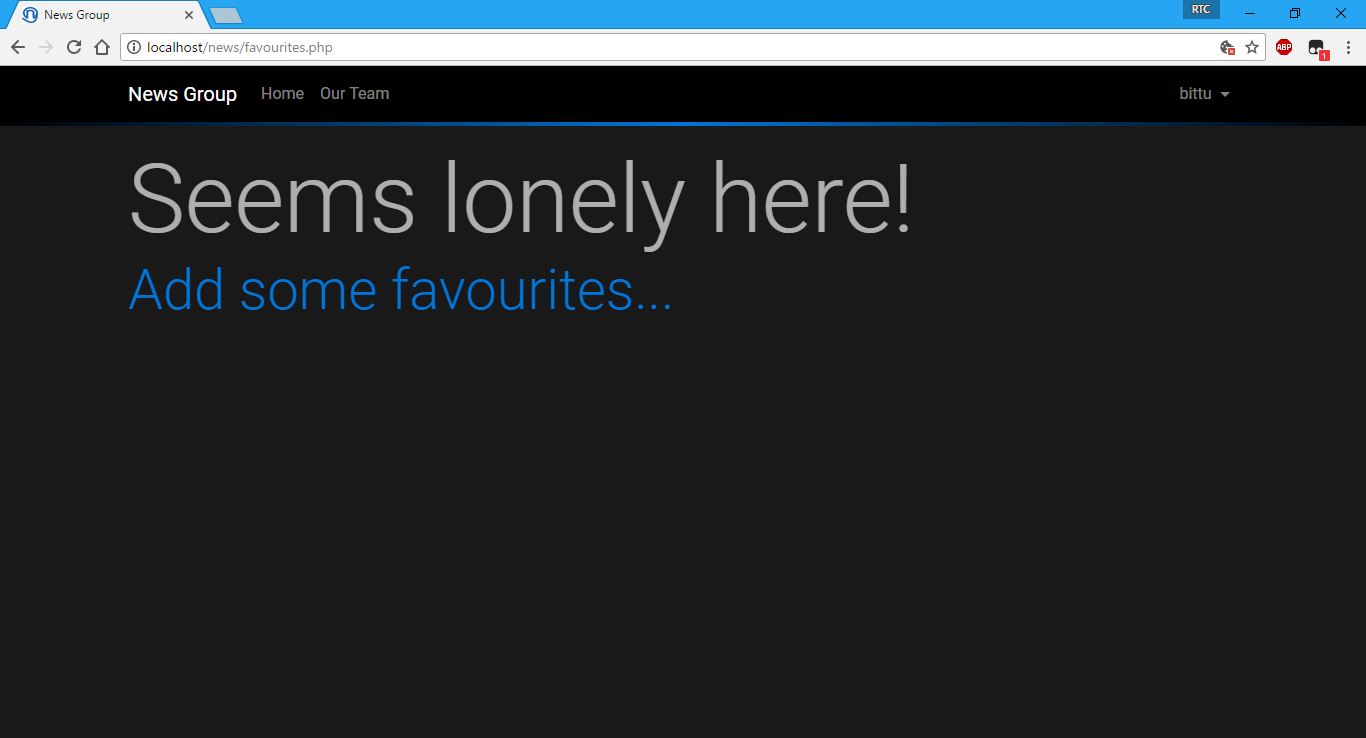 News Group
RTC
localhost/news/favourites.php
ABP
1
News Group Home Our Team bittu
Seems lonely here!
Add some favourites...